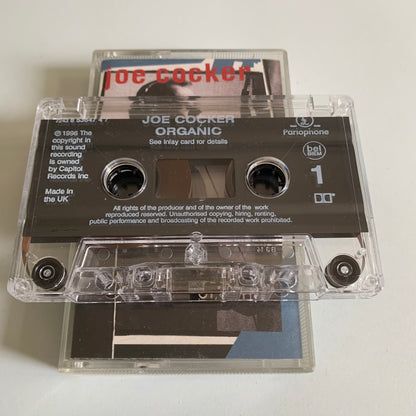 joe cocker
JOE COCKER
ORGANIC
See inlay card for details
℗ 1996 The
copyright in
this sound
recording
is owned
by Capitol
Records Inc
Made in
the UK
Parlophone
bel
BIEM
1
All rights of the producer and of the owner of the work
reproduced reserved. Unauthorised copying, hiring, renting,
public performance and broadcasting of the recorded work prohibited.